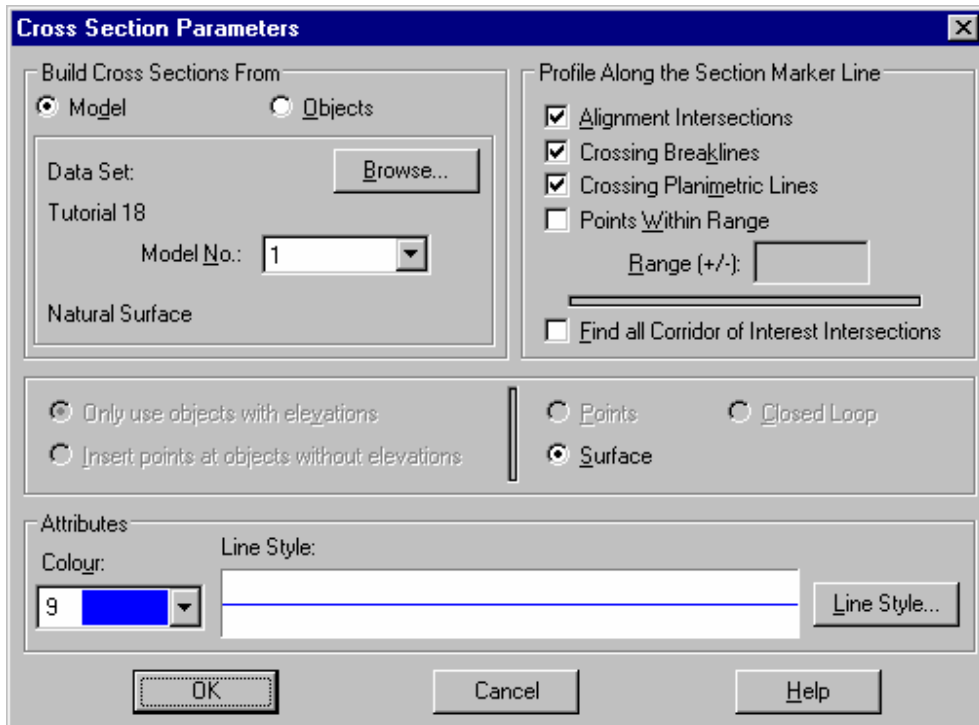 Cross Section Parameters
Build Cross Sections From
Model
Objects
Data Set:
Browse...
Tutorial 18
Model No.:
1
Natural Surface
Profile Along the Section Marker Line
Alignment Intersections
Crossing Breaklines
Crossing Planimetric Lines
Points Within Range
Range (+/-):
Find all Corridor of Interest Intersections
Only use objects with elevations
Insert points at objects without elevations
Points
Closed Loop
Surface
Attributes
Colour:
9
Line Style:
Line Style...
OK
Cancel
Help